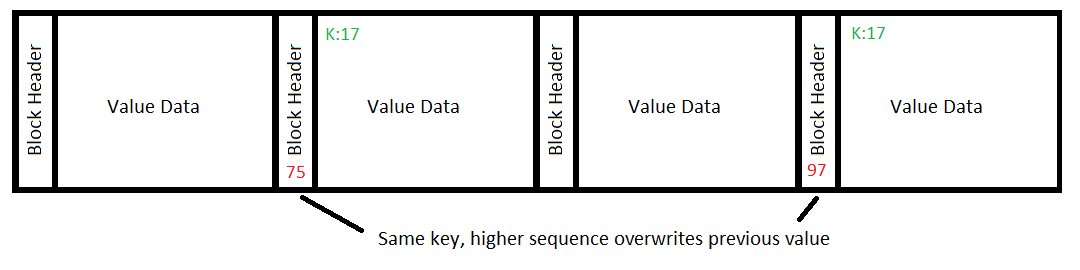 Block Header
Value Data
Block Header
75
K:17
Value Data
Block Header
Value Data
Block Header
97
K:17
Value Data
Same key, higher sequence overwrites previous value